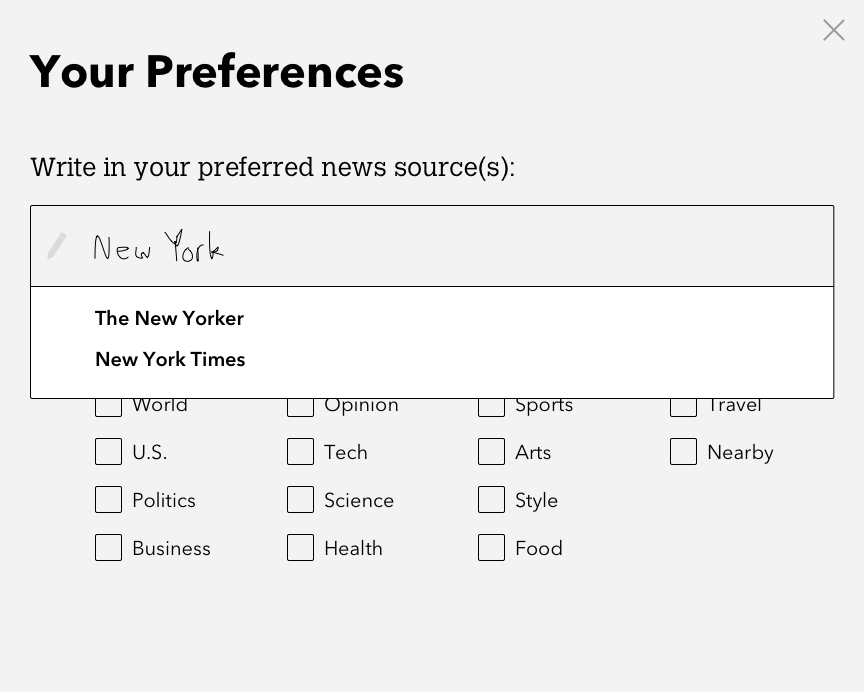 Your Preferences
Write in your preferred news source(s):
New York
The New Yorker
New York Times
World Opinion Sports Travel
U.S. Tech Arts Nearby
Politics Science Style
Business Health Food